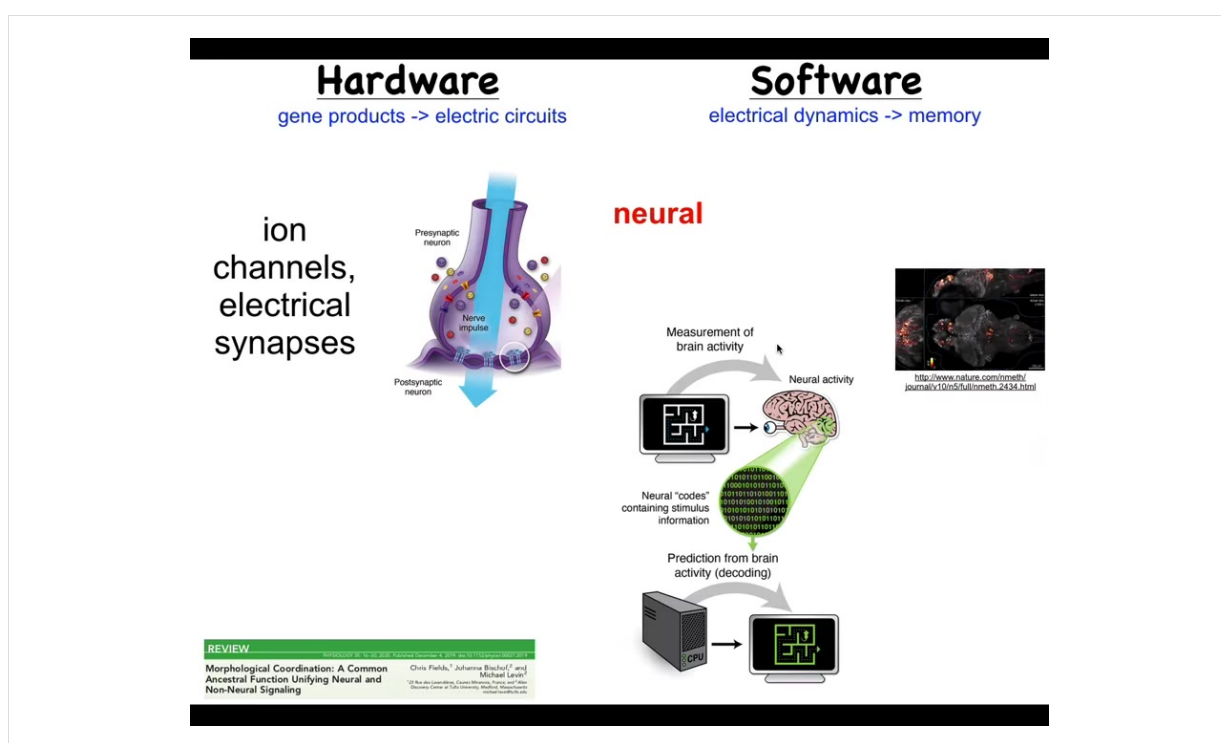 Hardware
gene products -> electric circuits
ion
channels,
electrical
synapses
Presynaptic
neuron
Nerve
impulse
Postsynaptic
neuron
Software
electrical dynamics -> memory
neural
Measurement of
brain activity
Neural activity
Neural "codes"
containing stimulus
information
Prediction from brain
activity (decoding)
CPU
http://www.nature.com/nmeth/
journal/v10/n5/full/nmeth.2434.html
REVIEW
Morphological Coordination: A Common
Ancestral Function Unifying Neural and
Non-Neural Signaling
Chris Fields,1 Johanna Bischof,2 and
Michael Levin2